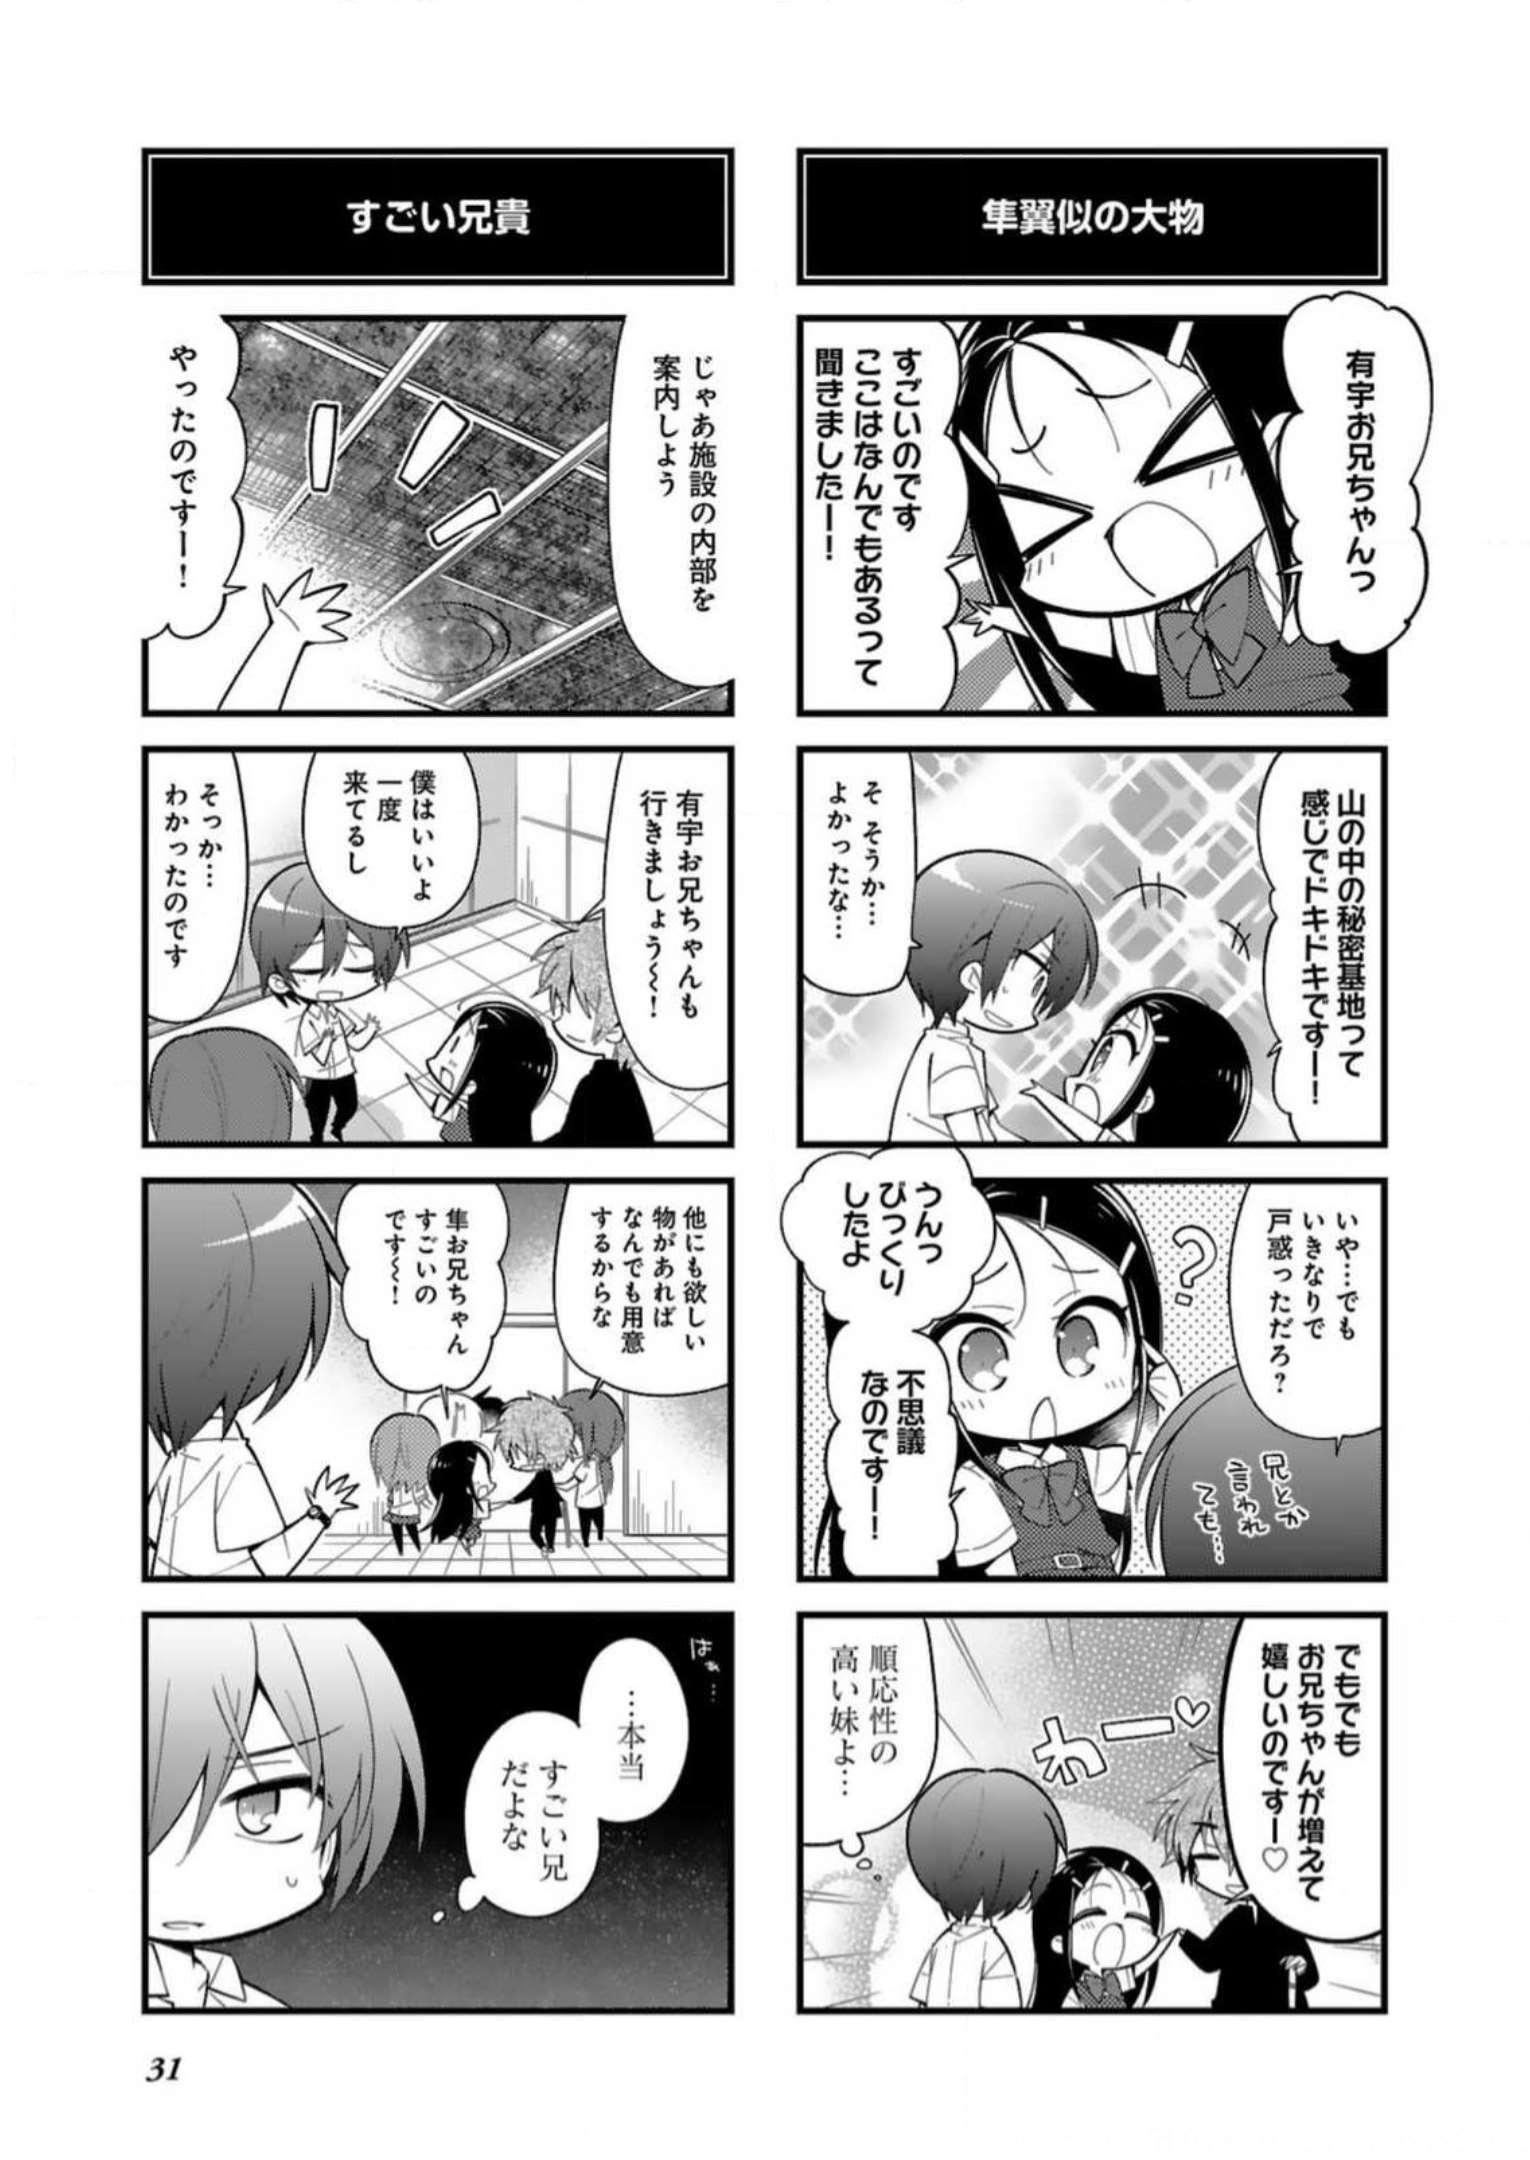 隼翼似の大物
有宇お兄ちゃんっ
すごいのです
ここはなんでもあるって
聞きましたー！
山の中の秘密基地って
感じでドキドキですー！
そ そうか…
よかったな…
いや…でも
いきなりで
戸惑っただろ？
兄とか
言われ
ても…
？
うんっ
びっくり
したよ
不思議
なのですー！
でもでも
お兄ちゃんが増えて
嬉しいのですー♡
わー♡
順応性の
高い妹よ…
すごい兄貴
じゃあ施設の内部を
案内しよう
やったのですー！
有宇お兄ちゃんも
行きましょう〜！
僕はいいよ
一度
来てるし
そっか…
わかったのです
他にも欲しい
物があれば
なんでも用意
するからな
隼お兄ちゃん
すごいの
です〜！
はぁ…
…本当
すごい兄
だよな
31